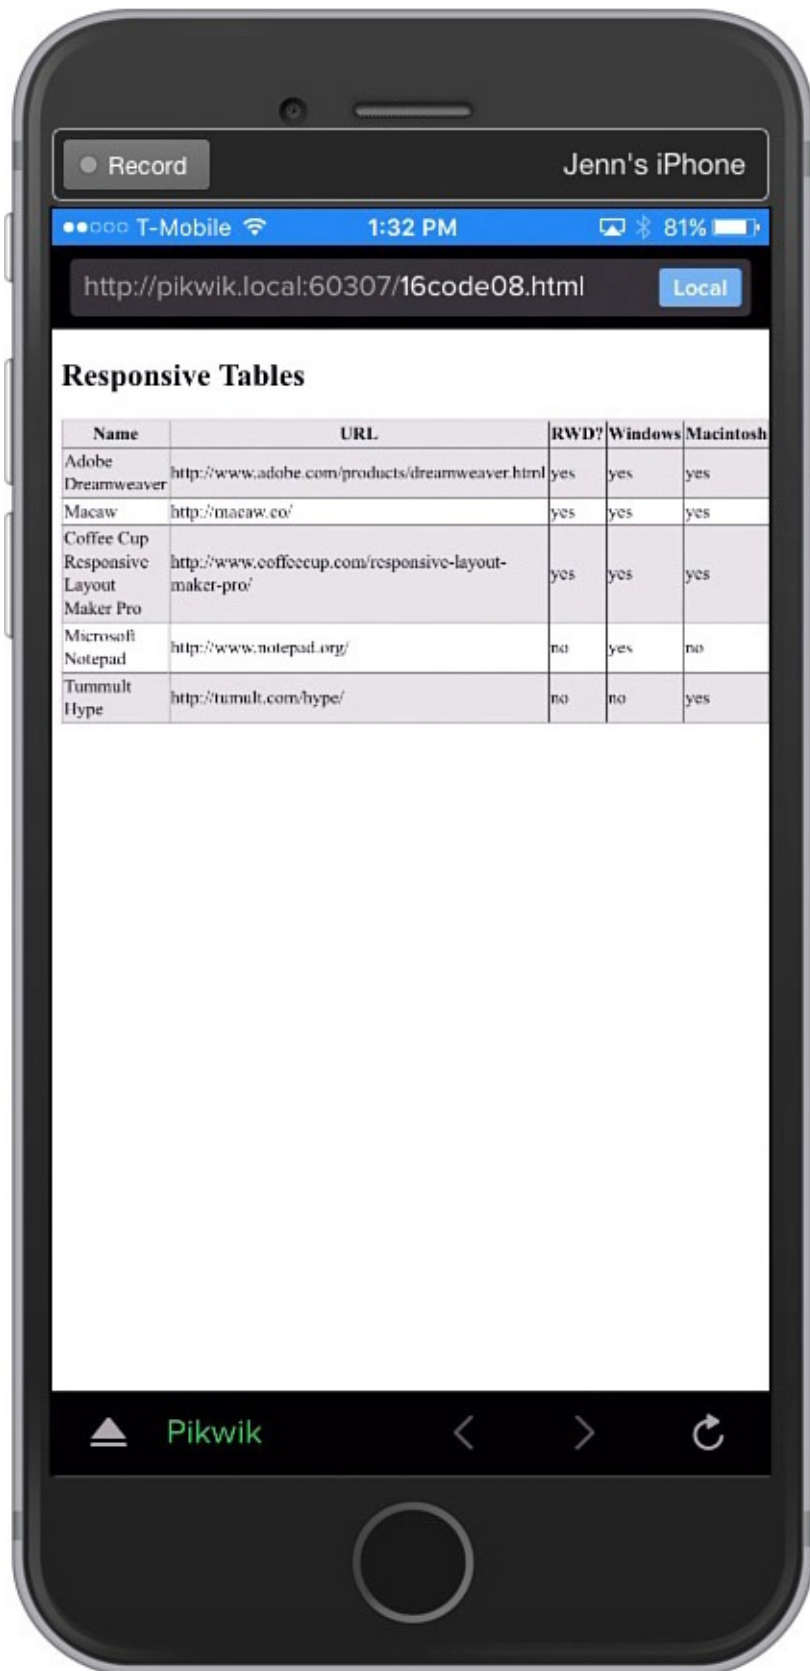 Record
Jenn's iPhone
T-Mobile 1:32 PM 81%
http://pikwik.local:60307/16code08.html Local
Responsive Tables
Name URL RWD? Windows Macintosh
Adobe
Dreamweaver http://www.adobe.com/products/dreamweaver.html yes yes yes
Macaw http://macaw.co/ yes yes yes
Coffee Cup
Responsive
Layout
Maker Pro http://www.coffeecup.com/responsive-layout-
maker-pro/ yes yes yes
Microsoft
Notepad http://www.notepad.org/ no yes no
Tummult
Hype http://tumult.com/hype/ no no yes
Pikwik